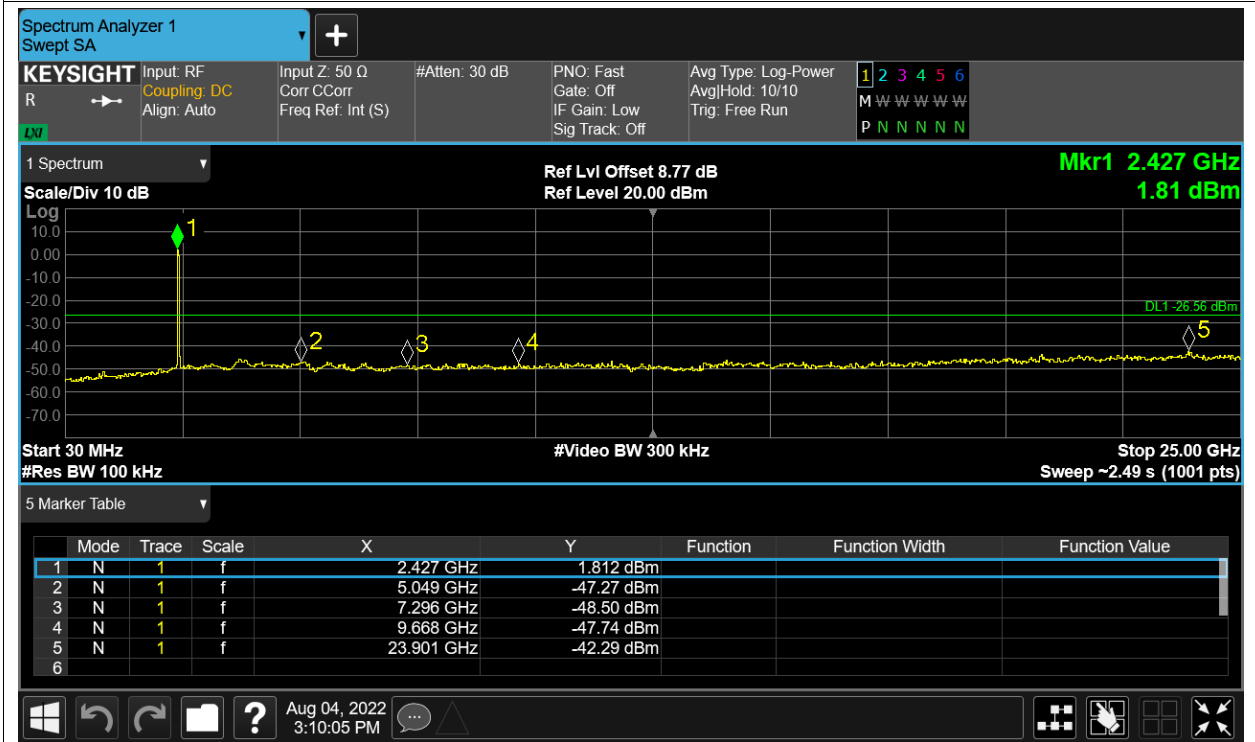 Spectrum Analyzer 1
Swept SA
+
KEYSIGHT
R
LXI
Input: RF
Coupling: DC
Align: Auto
Input Z: 50 Ω
Corr CCorr
Freq Ref: Int (S)
#Atten: 30 dB
PNO: Fast
Gate: Off
IF Gain: Low
Sig Track: Off
Avg Type: Log-Power
Avg|Hold: 10/10
Trig: Free Run
1 2 3 4 5 6
M W W W W W
P N N N N N
1 Spectrum
Scale/Div 10 dB
Ref Lvl Offset 8.77 dB
Ref Level 20.00 dBm
Mkr1 2.427 GHz
1.81 dBm
Log
10.0
0.00
-10.0
-20.0
-30.0
-40.0
-50.0
-60.0
-70.0
1
2
3
4
5
DL1 -26.56 dBm
Start 30 MHz
#Video BW 300 kHz
Stop 25.00 GHz
#Res BW 100 kHz
Sweep ~2.49 s (1001 pts)
5 Marker Table
Mode Trace Scale X Y Function Function Width Function Value
1 N 1 f 2.427 GHz 1.812 dBm
2 N 1 f 5.049 GHz -47.27 dBm
3 N 1 f 7.296 GHz -48.50 dBm
4 N 1 f 9.668 GHz -47.74 dBm
5 N 1 f 23.901 GHz -42.29 dBm
6
?
Aug 04, 2022
3:10:05 PM